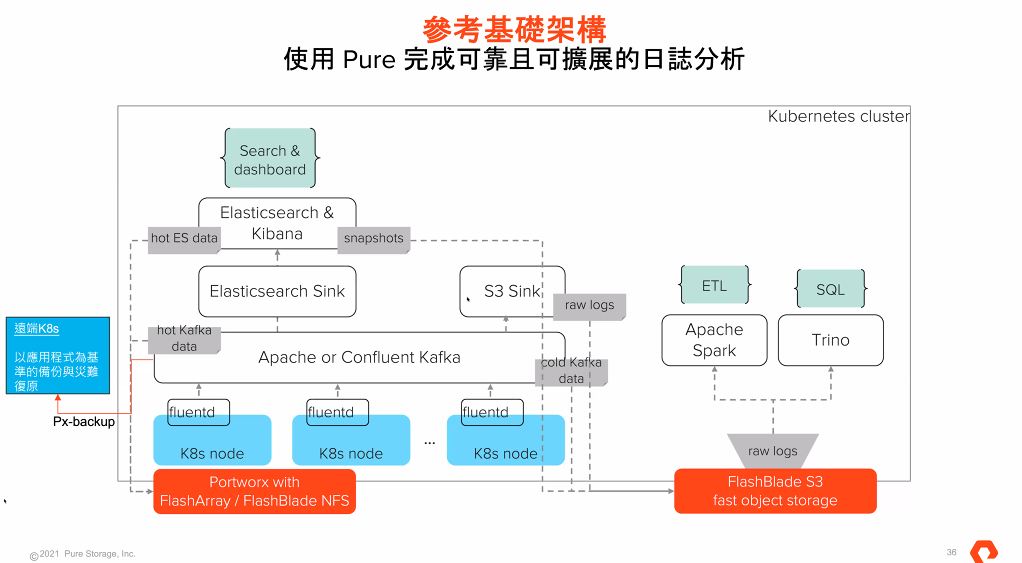 參考基礎架構
使用 Pure 完成可靠且可擴展的日誌分析
Kubernetes cluster
Search &
dashboard
Elasticsearch &
Kibana
hot ES data
snapshots
Elasticsearch Sink
S3 Sink
raw logs
ETL
SQL
Apache
Spark
Trino
遠端K8s
以應用程式為基
準的備份與災難
復原
hot Kafka
data
Apache or Confluent Kafka
cold Kafka
data
Px-backup
fluentd
fluentd
fluentd
K8s node
K8s node
...
K8s node
raw logs
Portworx with
FlashArray / FlashBlade NFS
FlashBlade S3
fast object storage
©2021 Pure Storage, Inc.
36